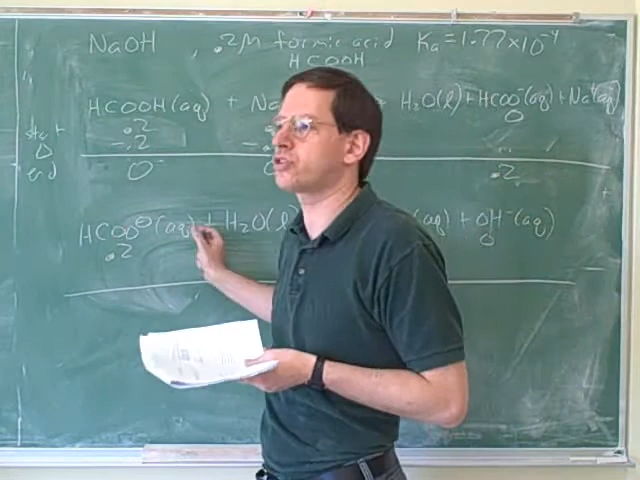 NaOH , .2M formic acid Ka = 1.77×10⁻⁴
HCOOH
HCOOH(aq) + Na H₂O(l) + HCOO⁻(aq) + Na⁺(aq)
start .2 0
Δ -.2 -.
end 0 0 .2
HCOO⊖(aq) + H₂O(l (aq) + OH⁻(aq)
.2 0